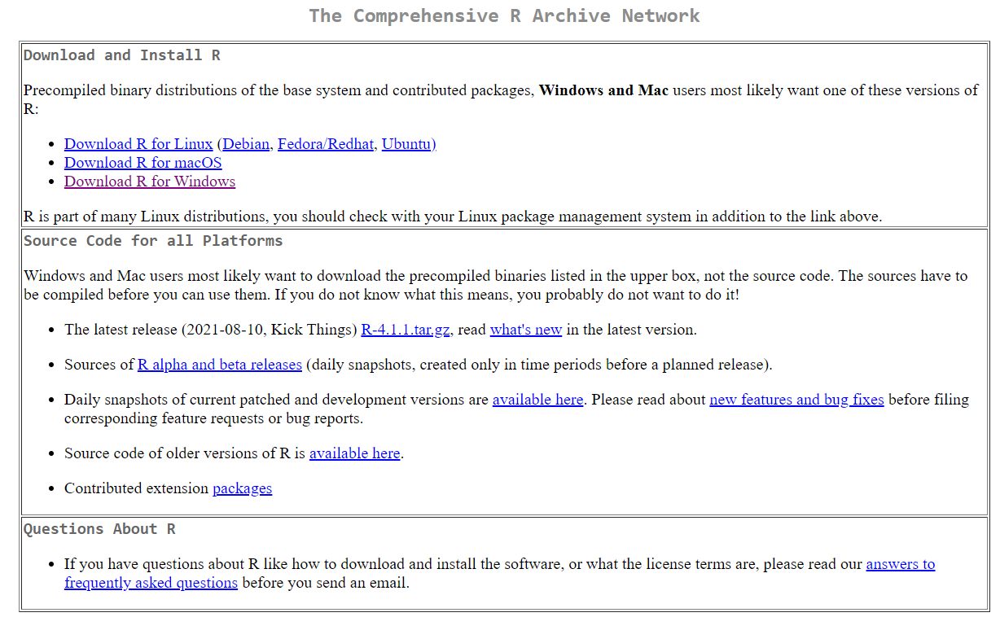 The Comprehensive R Archive Network
Download and Install R
Precompiled binary distributions of the base system and contributed packages, Windows and Mac users most likely want one of these versions of
R:
• Download R for Linux (Debian, Fedora/Redhat, Ubuntu)
• Download R for macOS
• Download R for Windows
R is part of many Linux distributions, you should check with your Linux package management system in addition to the link above.
Source Code for all Platforms
Windows and Mac users most likely want to download the precompiled binaries listed in the upper box, not the source code. The sources have to
be compiled before you can use them. If you do not know what this means, you probably do not want to do it!
• The latest release (2021-08-10, Kick Things) R-4.1.1.tar.gz, read what's new in the latest version.
• Sources of R alpha and beta releases (daily snapshots, created only in time periods before a planned release).
• Daily snapshots of current patched and development versions are available here. Please read about new features and bug fixes before filing
corresponding feature requests or bug reports.
• Source code of older versions of R is available here.
• Contributed extension packages
Questions About R
• If you have questions about R like how to download and install the software, or what the license terms are, please read our answers to
frequently asked questions before you send an email.